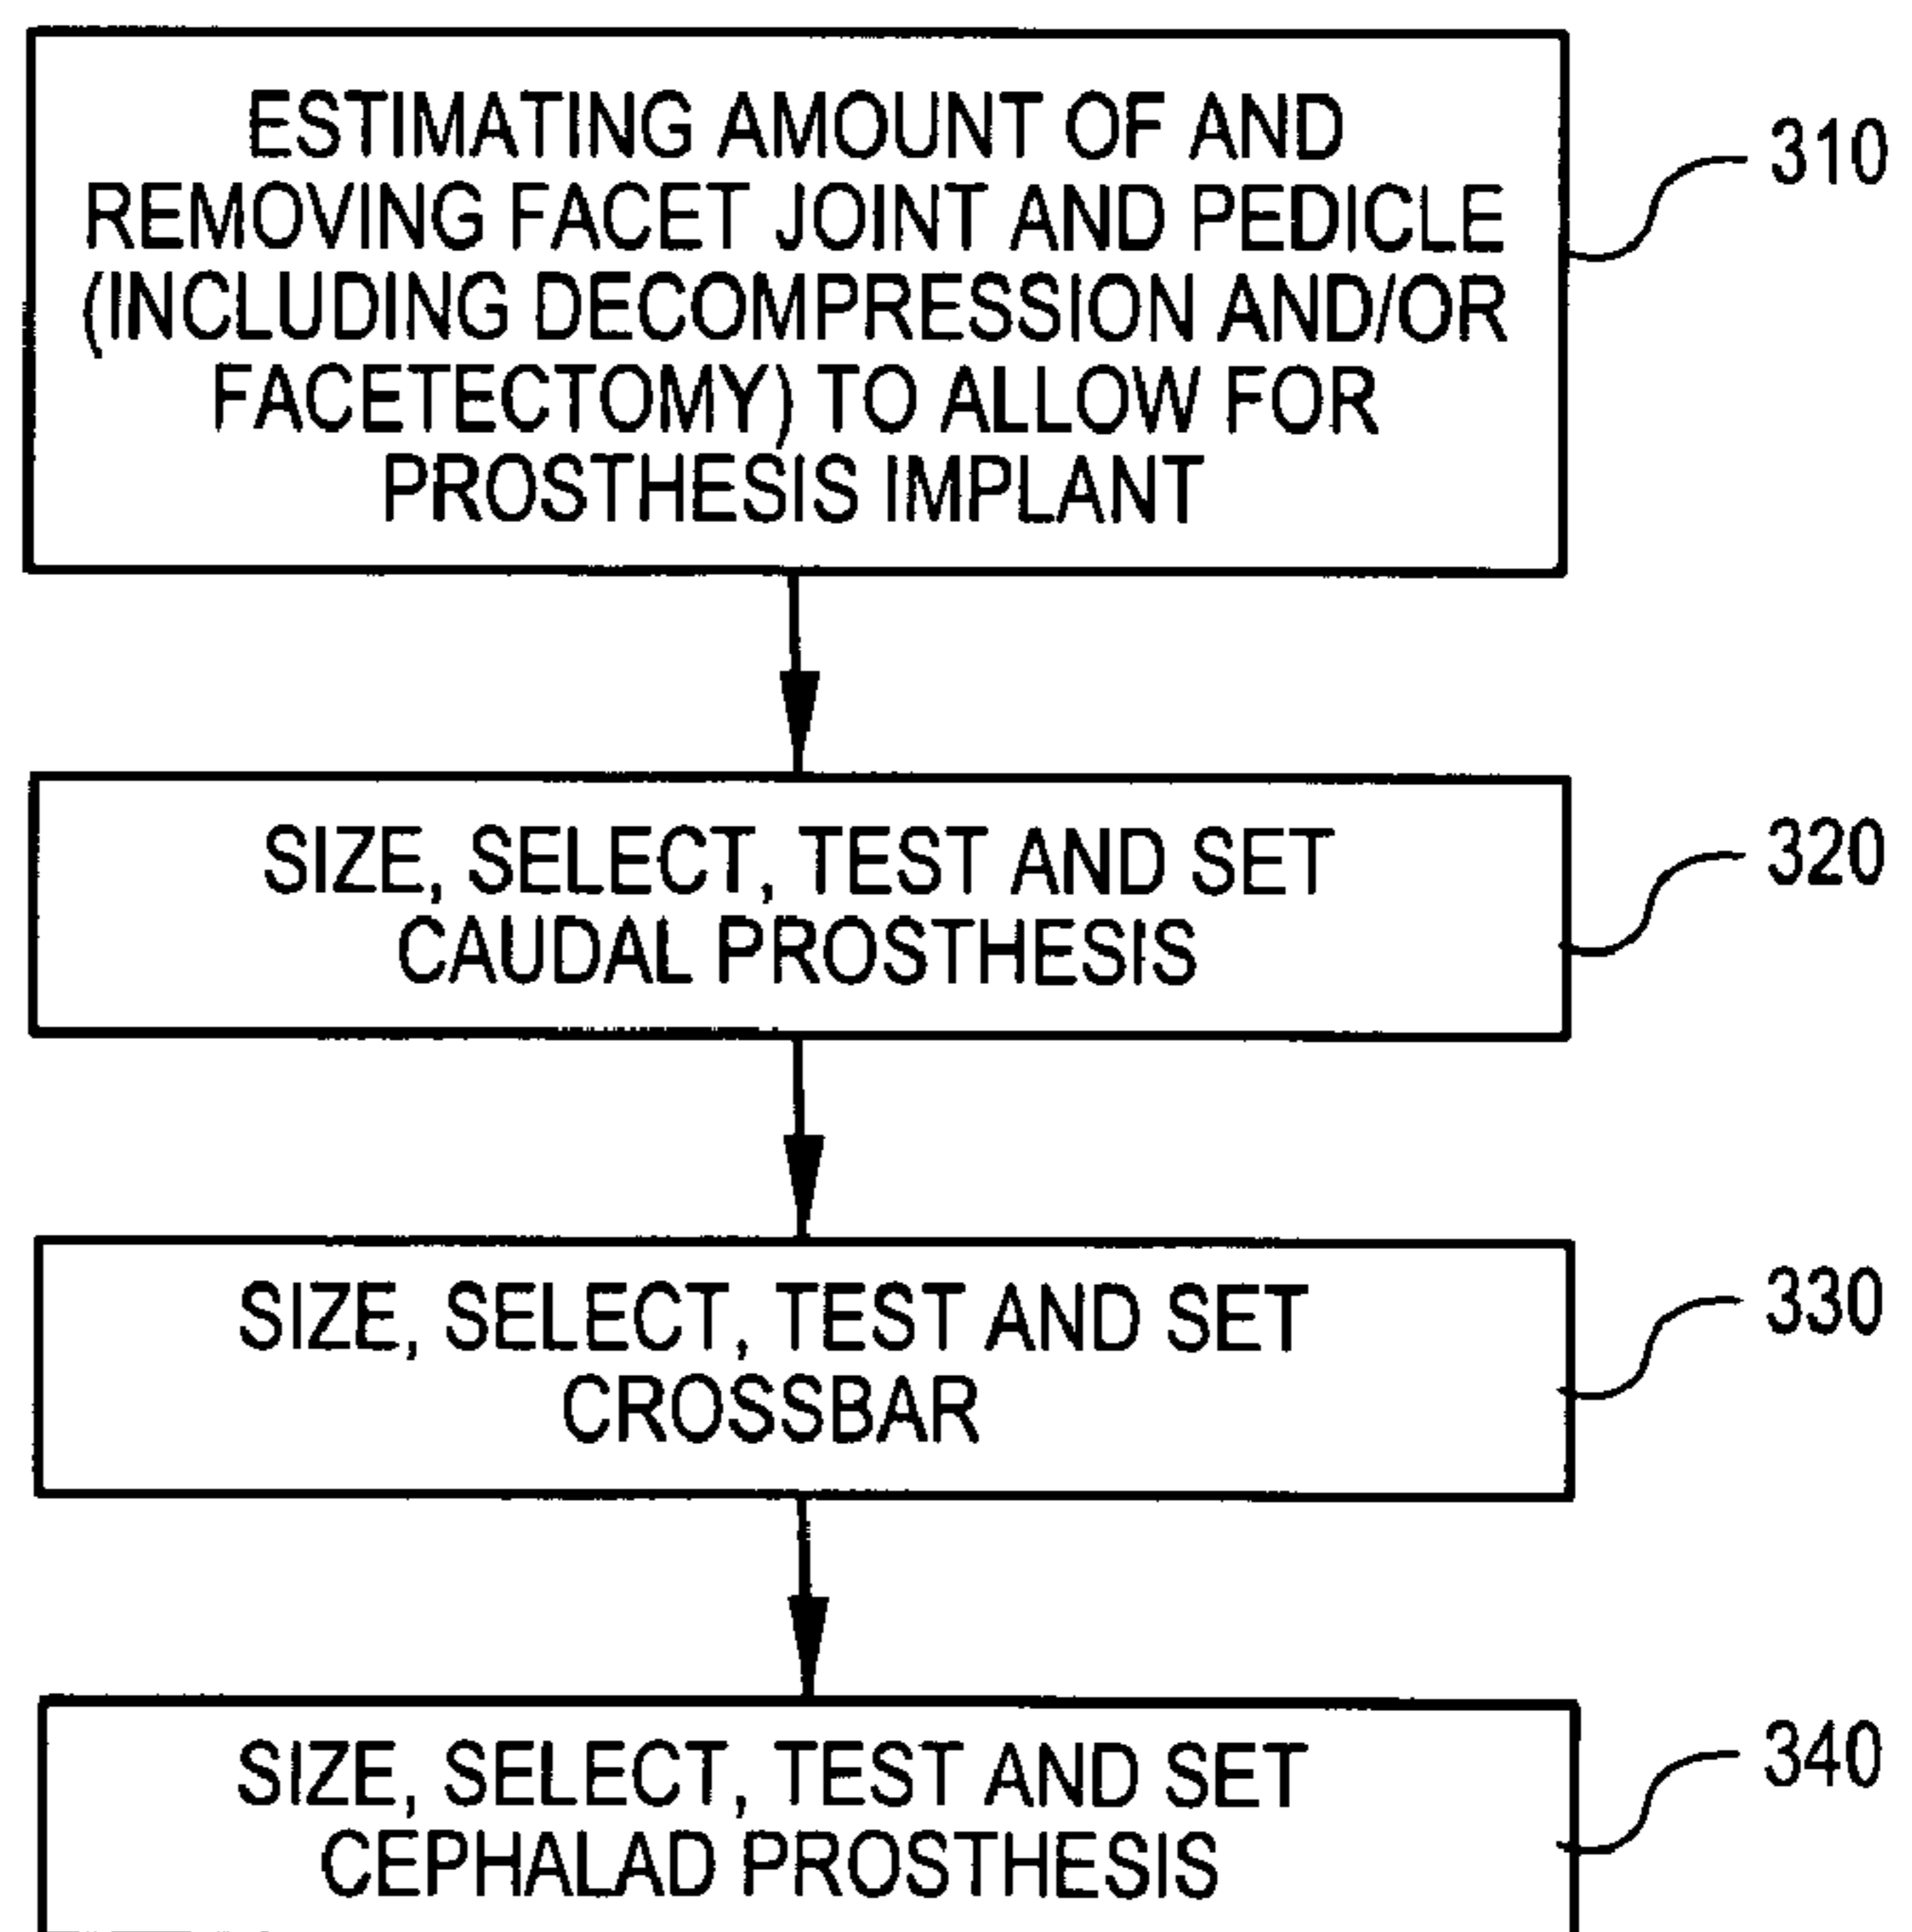 ESTIMATING AMOUNT OF AND
REMOVING FACET JOINT AND PEDICLE
(INCLUDING DECOMPRESSION AND/OR
FACETECTOMY) TO ALLOW FOR
PROSTHESIS IMPLANT
310
SIZE, SELECT, TEST AND SET
CAUDAL PROSTHESIS
320
SIZE, SELECT, TEST AND SET
CROSSBAR
330
SIZE, SELECT, TEST AND SET
CEPHALAD PROSTHESIS
340